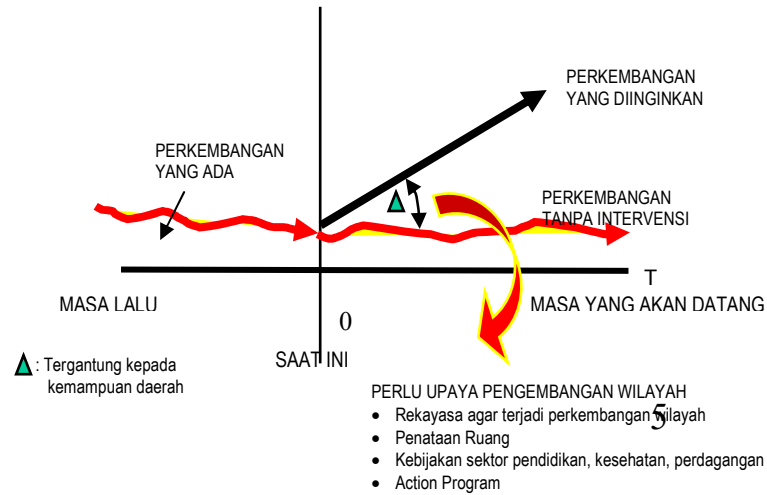 PERKEMBANGAN
YANG DIINGINKAN
PERKEMBANGAN
YANG ADA
PERKEMBANGAN
TANPA INTERVENSI
T
MASA LALU
MASA YANG AKAN DATANG
0
SAAT INI
: Tergantung kepada
kemampuan daerah
PERLU UPAYA PENGEMBANGAN WILAYAH
• Rekayasa agar terjadi perkembangan wilayah
5
• Penataan Ruang
• Kebijakan sektor pendidikan, kesehatan, perdagangan
• Action Program